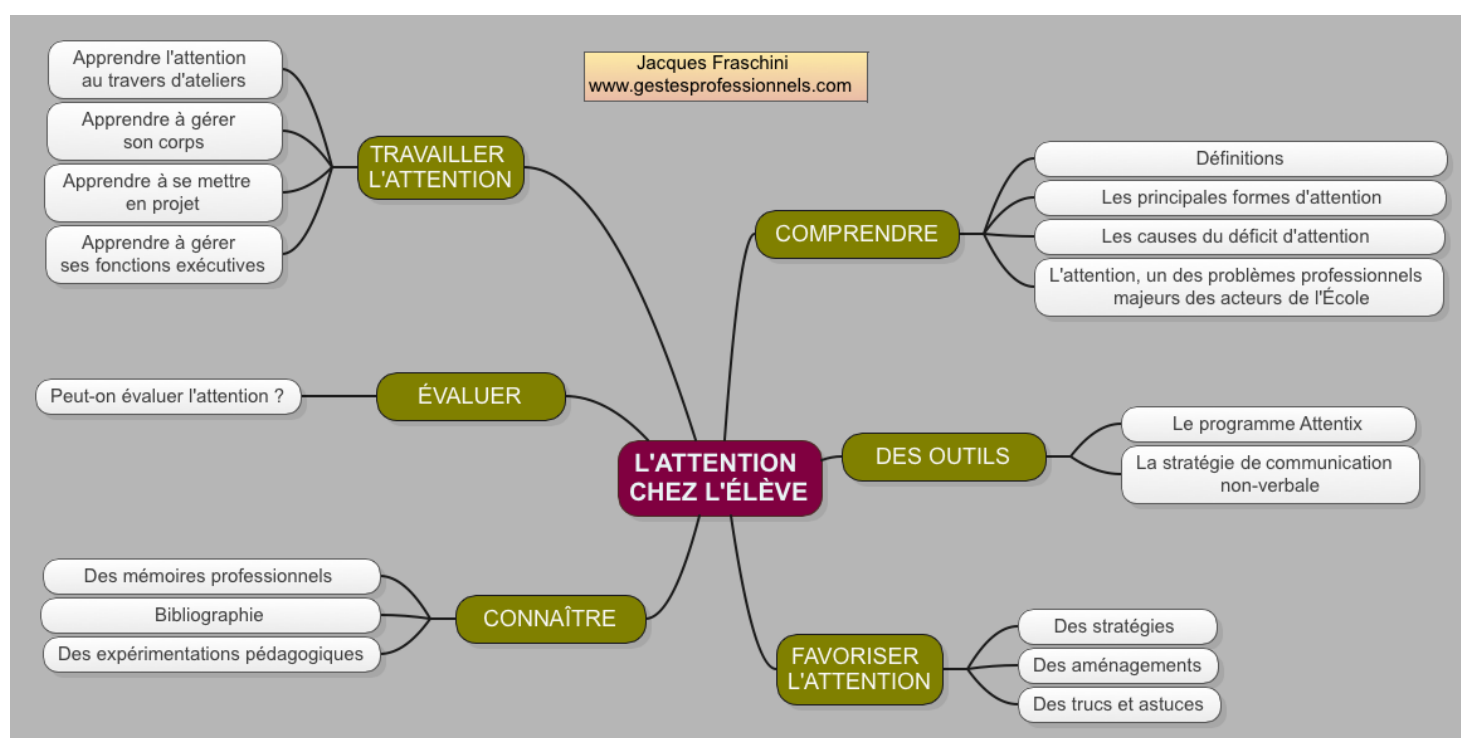 Jacques Fraschini
www.gestesprofessionnels.com
L'ATTENTION
CHEZ L'ÉLÈVE
COMPRENDRE
Définitions
Les principales formes d'attention
Les causes du déficit d'attention
L'attention, un des problèmes professionnels
majeurs des acteurs de l'École
DES OUTILS
Le programme Attentix
La stratégie de communication
non-verbale
FAVORISER
L'ATTENTION
Des stratégies
Des aménagements
Des trucs et astuces
CONNAÎTRE
Des mémoires professionnels
Bibliographie
Des expérimentations pédagogiques
ÉVALUER
Peut-on évaluer l'attention ?
TRAVAILLER
L'ATTENTION
Apprendre l'attention
au travers d'ateliers
Apprendre à gérer
son corps
Apprendre à se mettre
en projet
Apprendre à gérer
ses fonctions exécutives